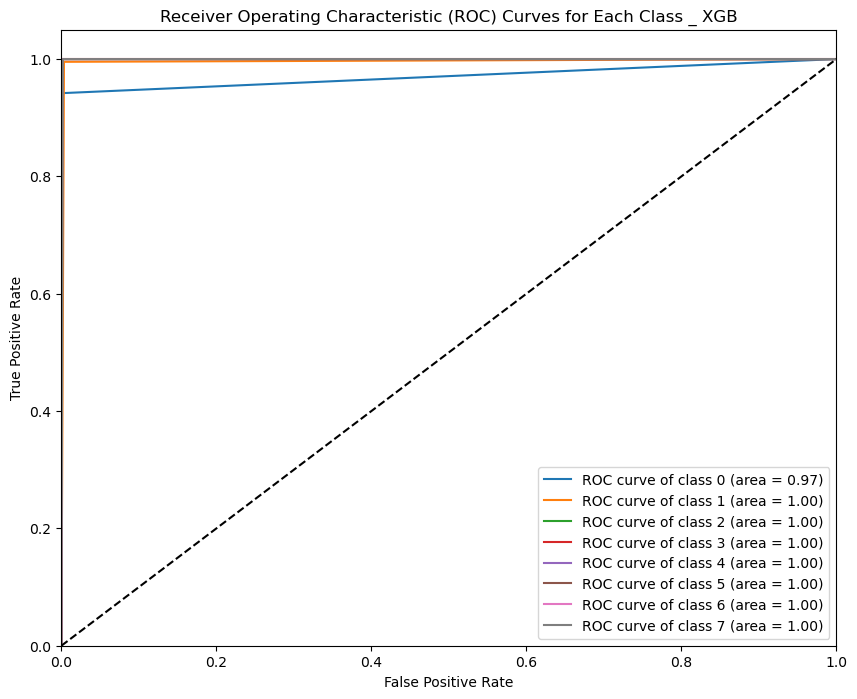 Receiver Operating Characteristic (ROC) Curves for Each Class _ XGB
True Positive Rate
1.0
0.8
0.6
0.4
0.2
0.0
ROC curve of class 0 (area = 0.97)
ROC curve of class 1 (area = 1.00)
ROC curve of class 2 (area = 1.00)
ROC curve of class 3 (area = 1.00)
ROC curve of class 4 (area = 1.00)
ROC curve of class 5 (area = 1.00)
ROC curve of class 6 (area = 1.00)
ROC curve of class 7 (area = 1.00)
0.0 0.2 0.4 0.6 0.8 1.0
False Positive Rate